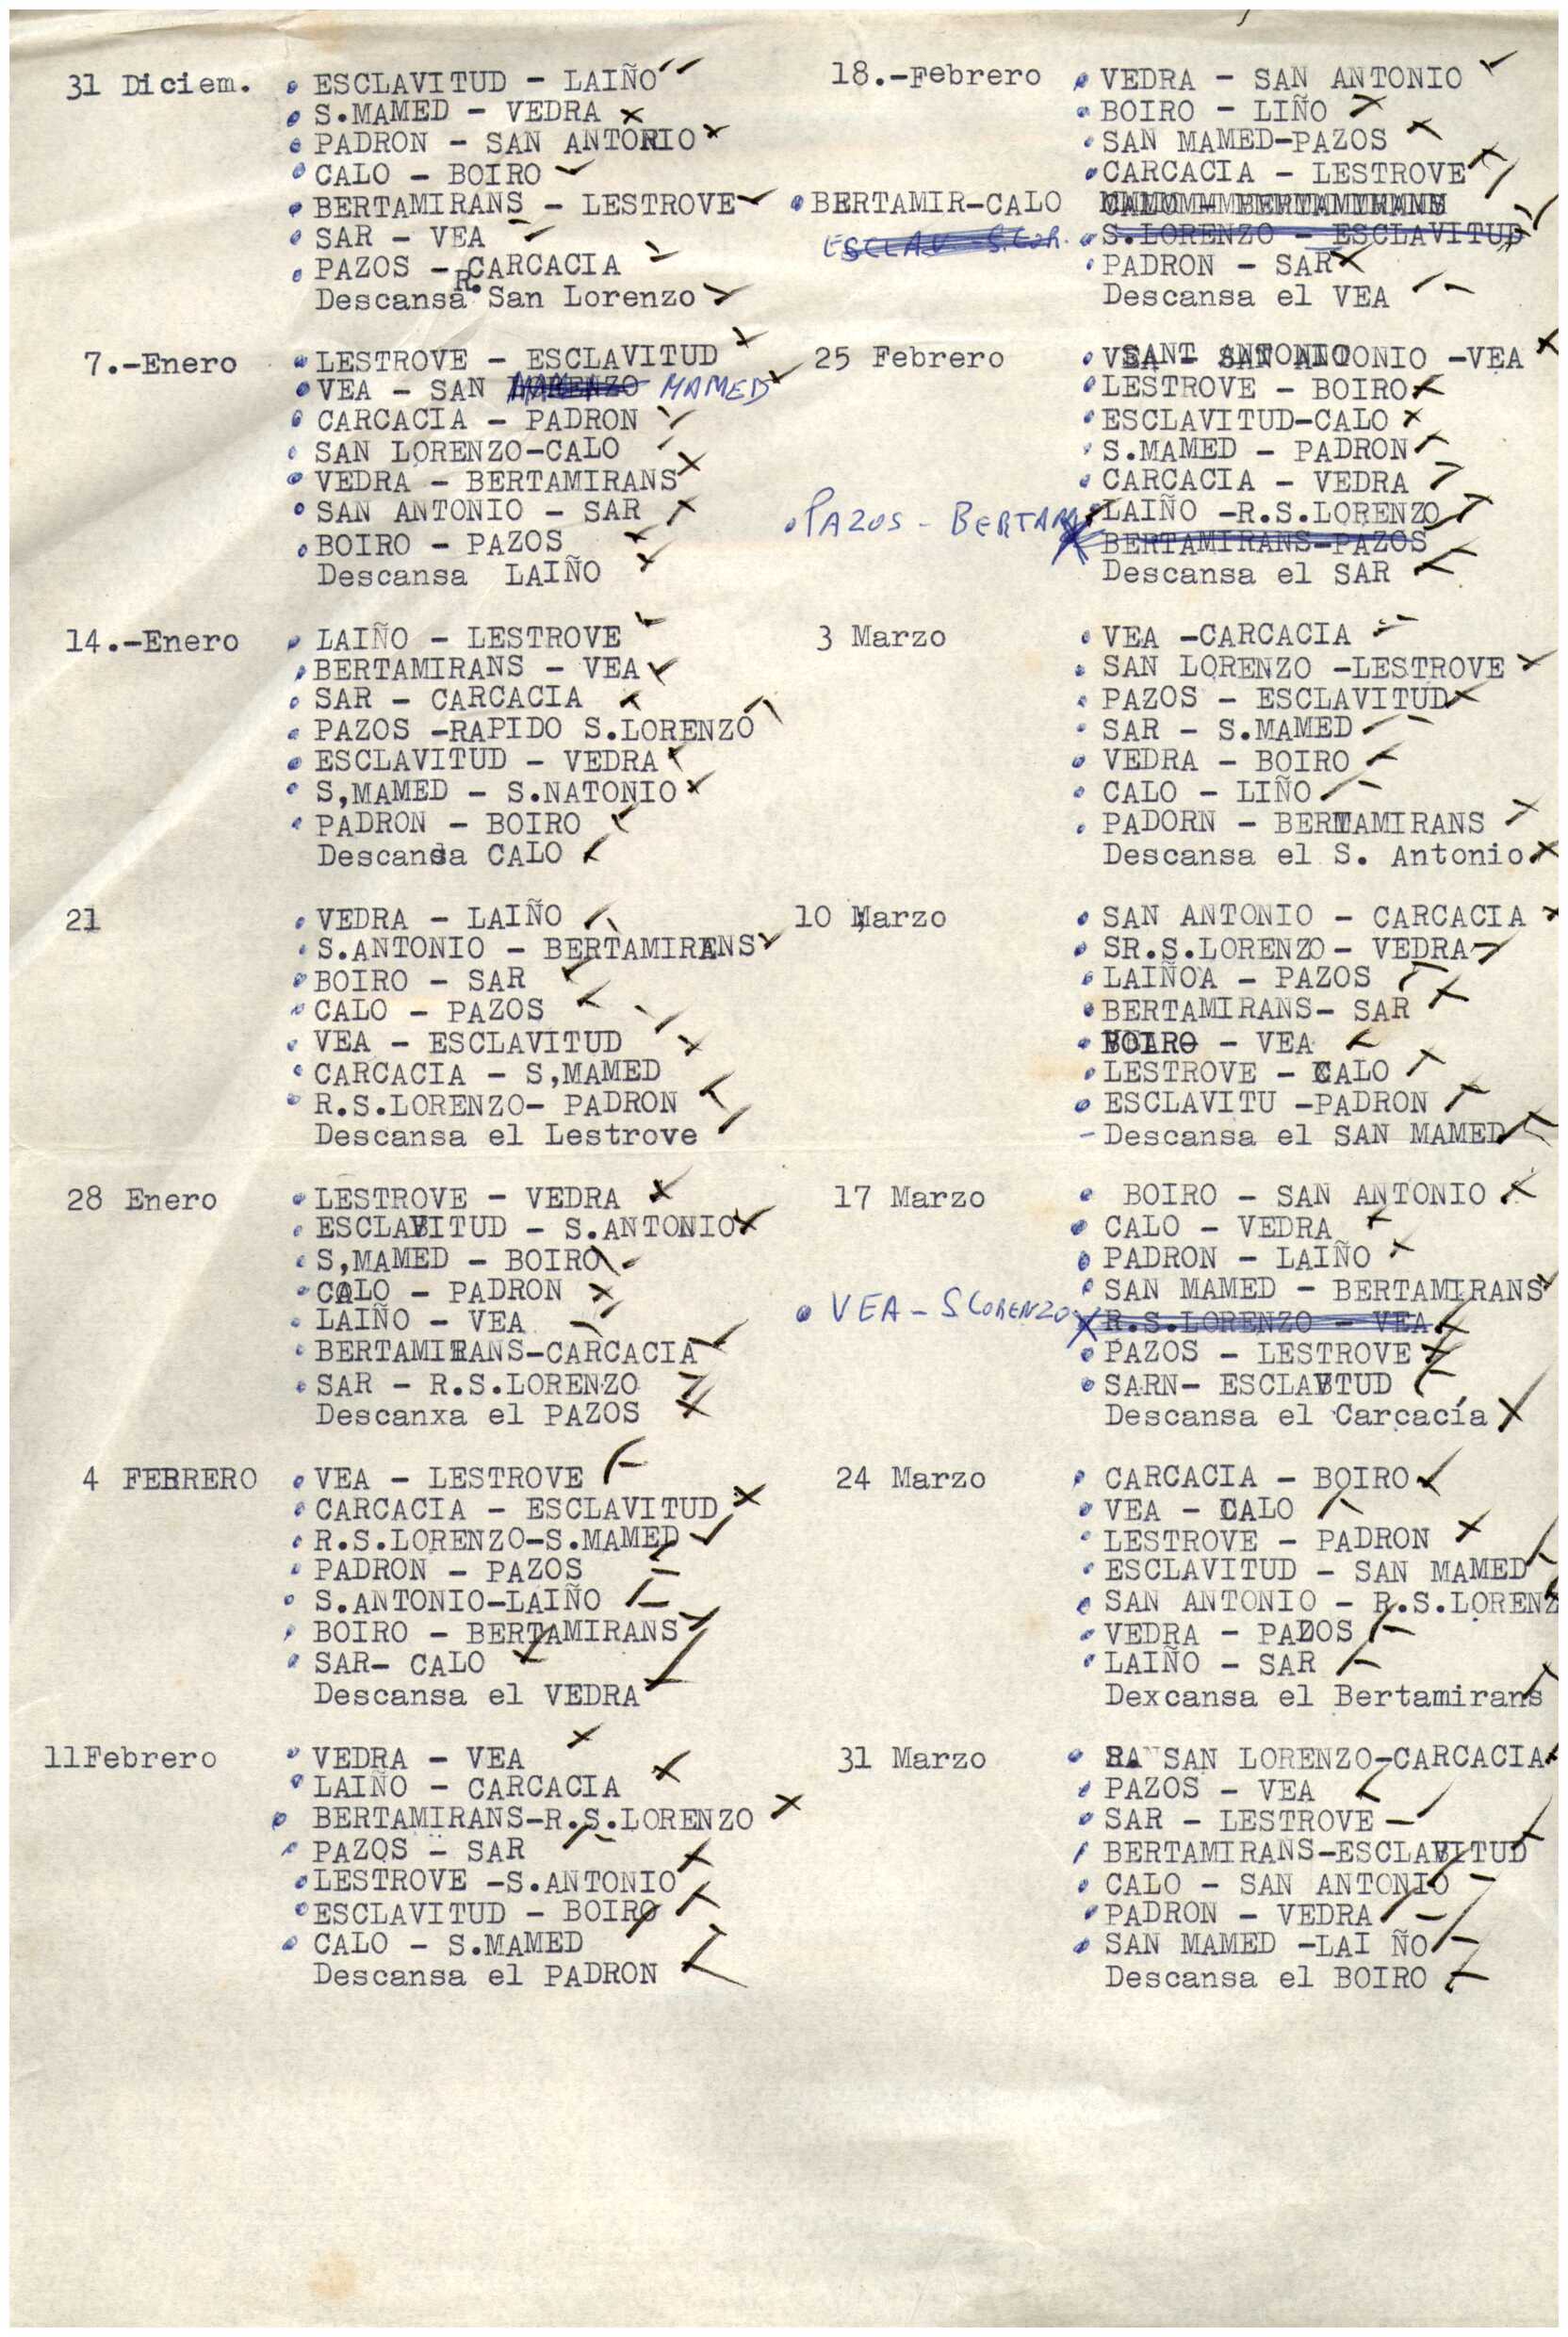 31 Diciem.
ESCLAVITUD - LAIÑO
S.MAMED - VEDRA
PADRON - SAN ANTONIO
CALO - BOIRO
BERTAMIRANS - LESTROVE
SAR - VEA
PAZOS - CARCACIA
Descansa R. San Lorenzo
7.-Enero
LESTROVE - ESCLAVITUD
VEA - SAN MAMED
CARCACIA - PADRON
SAN LORENZO-CALO
VEDRA - BERTAMIRANS
SAN ANTONIO - SAR
BOIRO - PAZOS
Descansa LAIÑO
14.-Enero
LAIÑO - LESTROVE
BERTAMIRANS - VEA
SAR - CARCACIA
PAZOS -RAPIDO S.LORENZO
ESCLAVITUD - VEDRA
S,MAMED - S.NATONIO
PADRON - BOIRO
Descansa CALO
21
VEDRA - LAIÑO
S.ANTONIO - BERTAMIRANS
BOIRO - SAR
CALO - PAZOS
VEA - ESCLAVITUD
CARCACIA - S,MAMED
R.S.LORENZO- PADRON
Descansa el Lestrove
28 Enero
LESTROVE - VEDRA
ESCLAVITUD - S.ANTONIO
S,MAMED - BOIRO
CALO - PADRON
LAIÑO - VEA
BERTAMIRANS-CARCACIA
SAR - R.S.LORENZO
Descanxa el PAZOS
4 FEBRERO
VEA - LESTROVE
CARCACIA - ESCLAVITUD
R.S.LORENZO-S.MAMED
PADRON - PAZOS
S.ANTONIO-LAIÑO
BOIRO - BERTAMIRANS
SAR- CALO
Descansa el VEDRA
11Febrero
VEDRA - VEA
LAIÑO - CARCACIA
BERTAMIRANS-R.S.LORENZO
PAZOS - SAR
LESTROVE -S.ANTONIO
ESCLAVITUD - BOIRO
CALO - S.MAMED
Descansa el PADRON
18.-Febrero
VEDRA - SAN ANTONIO
BOIRO - LIÑO
SAN MAMED-PAZOS
CARCACIA - LESTROVE
BERTAMIR-CALO
S.LORENZO - ESCLAVITUD
PADRON - SAR
Descansa el VEA
25 Febrero
SANT ANTONIO -VEA
LESTROVE - BOIRO
ESCLAVITUD-CALO
S.MAMED - PADRON
CARCACIA - VEDRA
LAIÑO -R.S.LORENZO
PAZOS - BERTAM
BERTAMIRANS-PAZOS
Descansa el SAR
3 Marzo
VEA -CARCACIA
SAN LORENZO -LESTROVE
PAZOS - ESCLAVITUD
SAR - S.MAMED
VEDRA - BOIRO
CALO - LIÑO
PADORN - BERTAMIRANS
Descansa el S. Antonio
10 Marzo
SAN ANTONIO - CARCACIA
SR.S.LORENZO- VEDRA
LAIÑOA - PAZOS
BERTAMIRANS- SAR
BOIRO - VEA
LESTROVE - CALO
ESCLAVITU -PADRON
-Descansa el SAN MAMED
17 Marzo
BOIRO - SAN ANTONIO
CALO - VEDRA
PADRON - LAIÑO
SAN MAMED - BERTAMIRANS
VEA - S LORENZO
R.S.LORENZO - VEA
PAZOS - LESTROVE
SARN- ESCLAVTUD
Descansa el Carcacía
24 Marzo
CARCACIA - BOIRO
VEA - CALO
LESTROVE - PADRON
ESCLAVITUD - SAN MAMED
SAN ANTONIO - R.S.LORENZ
VEDRA - PAZOS
LAIÑO - SAR
Dexcansa el Bertamirans
31 Marzo
SAN LORENZO-CARCACIA
PAZOS - VEA
SAR - LESTROVE
BERTAMIRANS-ESCLAVITUD
CALO - SAN ANTONIO
PADRON - VEDRA
SAN MAMED -LAI ÑO
Descansa el BOIRO